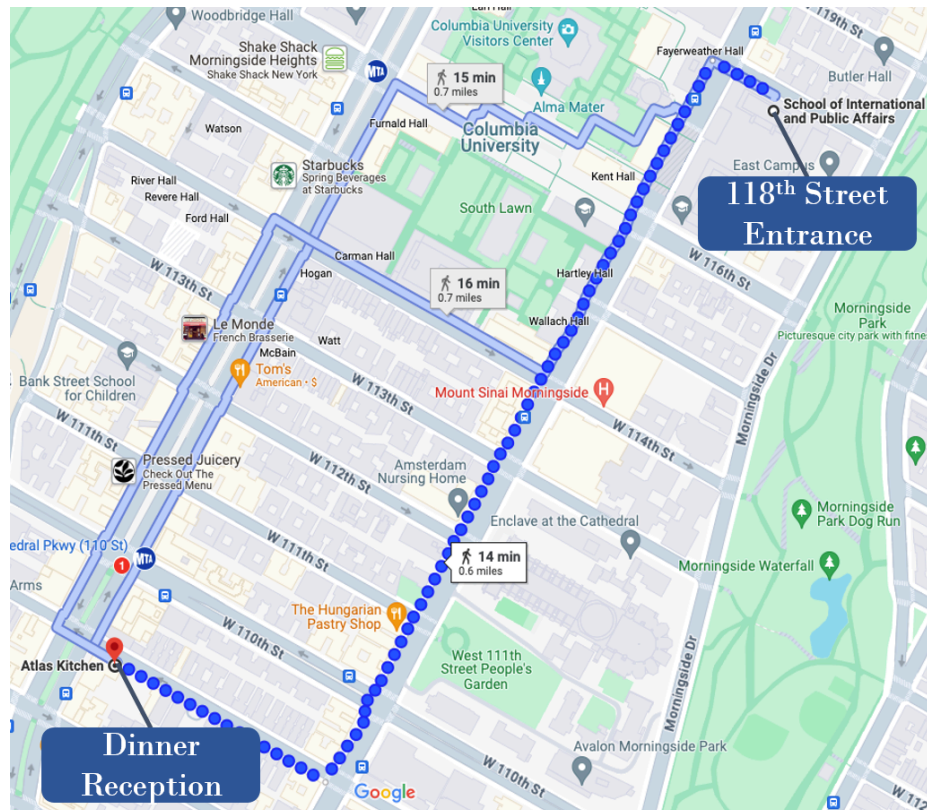 Woodbridge Hall
Earl Hall
Columbia University
Visitors Center
Fayerweather Hall
Shake Shack
Morningside Heights
Shake Shack New York
MTA
Butler Hall
15 min
0.7 miles
Alma Mater
School of International
and Public Affairs
Furnald Hall
Columbia
University
Watson
Starbucks
Spring Beverages
at Starbucks
East Campus
Kent Hall
River Hall
Revere Hall
Ford Hall
118th Street
Entrance
South Lawn
Carman Hall
W 113th St
Hogan
16 min
0.7 miles
Hartley Hall
W 116th St
Morningside
Park
Picturesque city park with fitne
Wallach Hall
Le Monde
French Brasserie
McBain
Watt
Tom's
American • $
Bank Street School
for Children
Mount Sinai Morningside
H
Morningside Dr
W 113th St
W 114th St
W 111th St
W 112th St
Pressed Juicery
Check Out The
Pressed Menu
Amsterdam
Nursing Home
Enclave at the Cathedral
Morningside
Park Dog Run
edral Pkwy (110 St)
MTA
1
14 min
0.6 miles
W 111th St
Morningside Waterfall
Arms
The Hungarian
Pastry Shop
W 110th St
Atlas Kitchen
West 111th
Street People's
Garden
Morningside Dr
Dinner
Reception
Avalon Morningside Park
W 110th St
Google
W 112